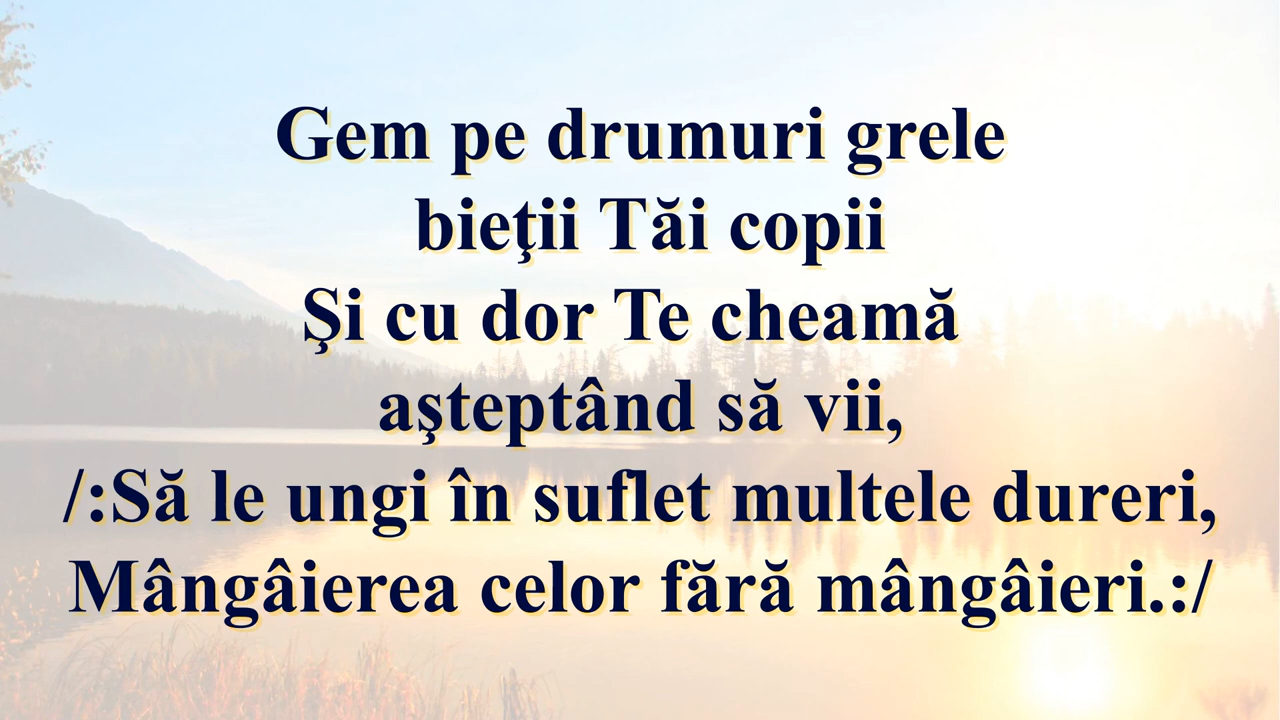 Gem pe drumuri grele
bieţii Tăi copii
Şi cu dor Te cheamă
aşteptând să vii,
/:Să le ungi în suflet multele dureri,
Mângâierea celor fără mângâieri.:/